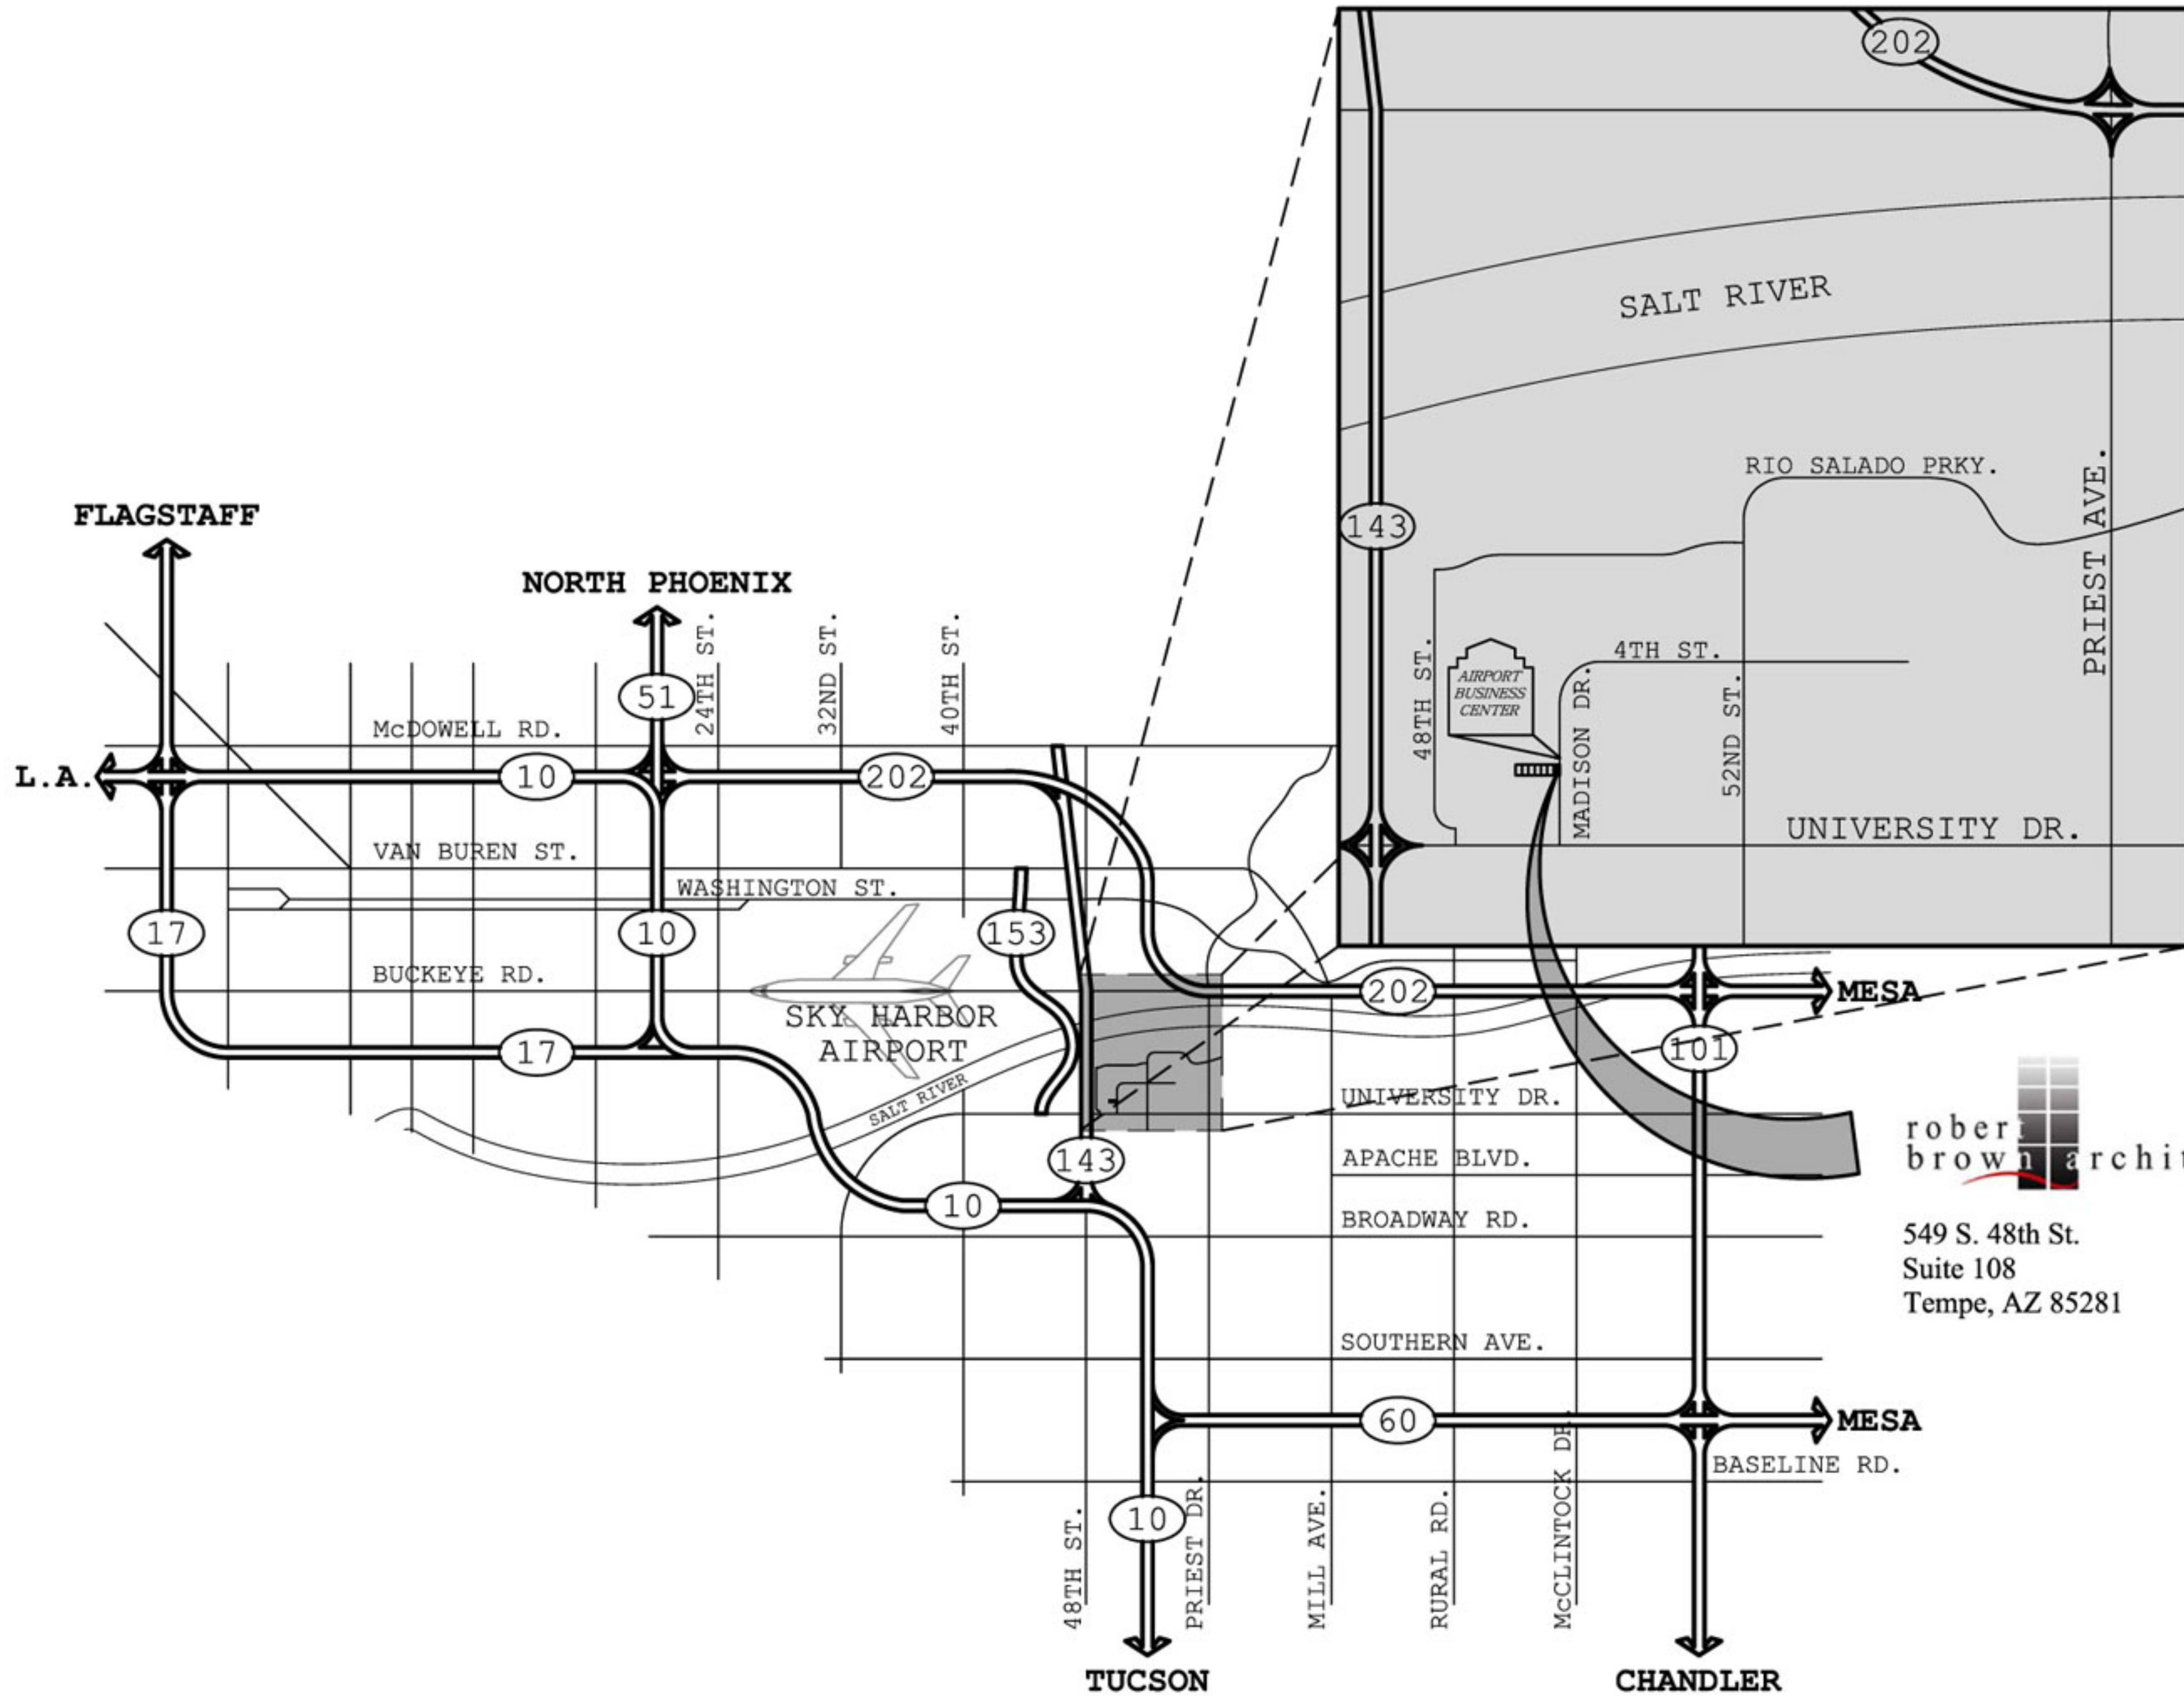 202
SALT RIVER
RIO SALADO PRKY.
PRIEST AVE.
143
48TH ST.
AIRPORT
BUSINESS
CENTER
4TH ST.
MADISON DR.
52ND ST.
UNIVERSITY DR.
FLAGSTAFF
NORTH PHOENIX
51
24TH ST.
32ND ST.
40TH ST.
McDOWELL RD.
L.A.
10
202
VAN BUREN ST.
WASHINGTON ST.
17
10
153
BUCKEYE RD.
SKY HARBOR
AIRPORT
202
MESA
17
101
SALT RIVER
UNIVERSITY DR.
143
APACHE BLVD.
10
BROADWAY RD.
robert
brown archit
549 S. 48th St.
Suite 108
Tempe, AZ 85281
SOUTHERN AVE.
60
MESA
BASELINE RD.
10
48TH ST.
PRIEST DR.
MILL AVE.
RURAL RD.
McCLINTOCK DR.
TUCSON
CHANDLER